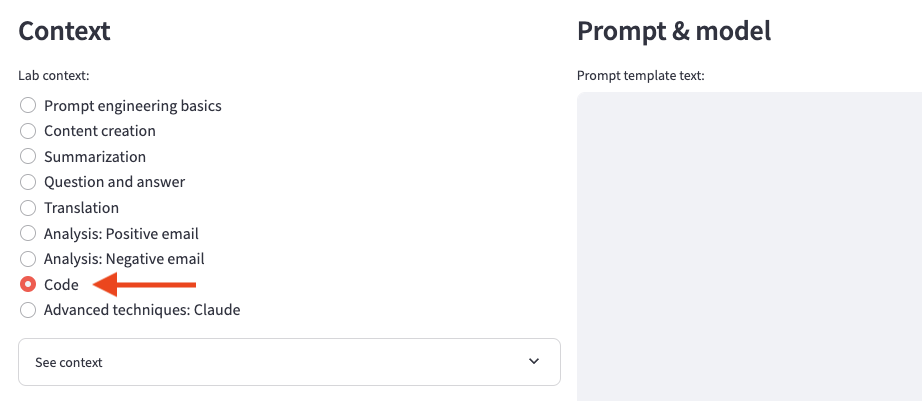 Context
Lab context:
Prompt engineering basics
Content creation
Summarization
Question and answer
Translation
Analysis: Positive email
Analysis: Negative email
Code
Advanced techniques: Claude
See context
Prompt & model
Prompt template text: